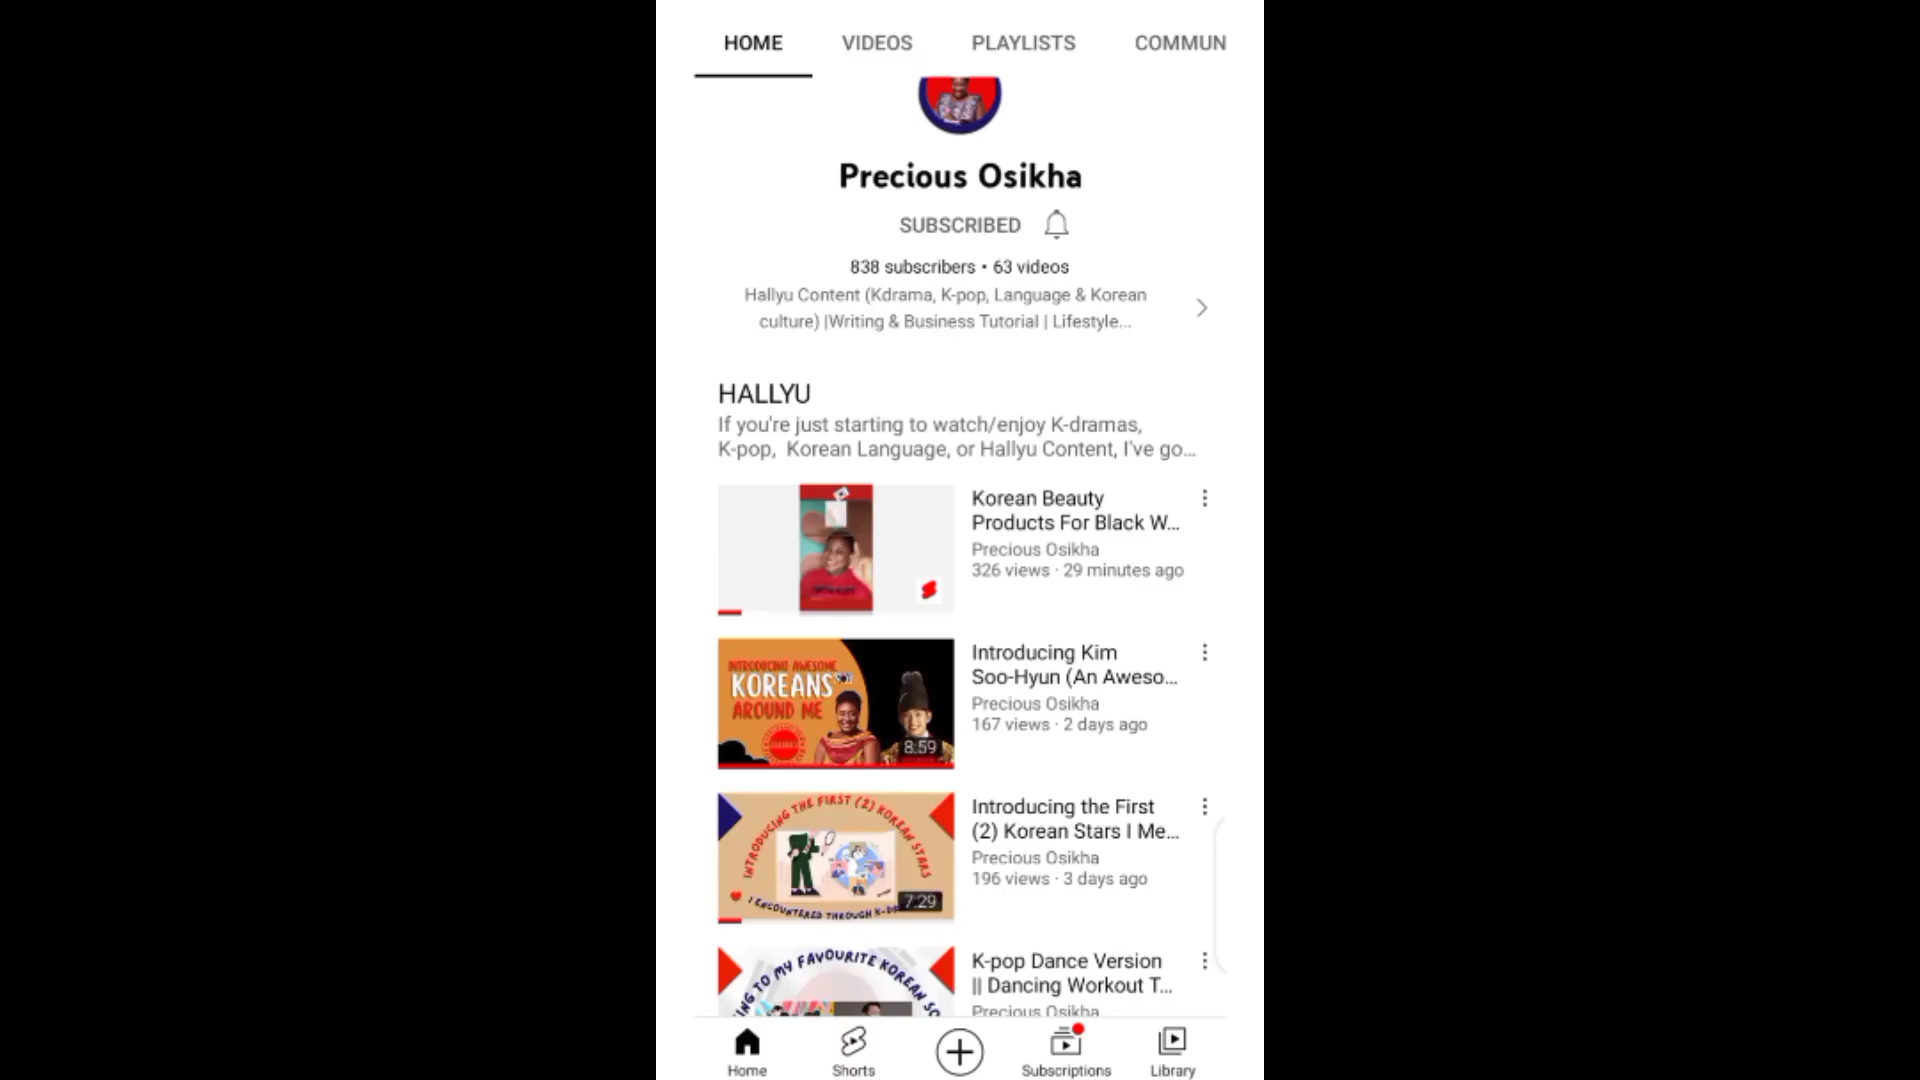 HOME VIDEOS PLAYLISTS COMMUN
Precious Osikha
SUBSCRIBED
838 subscribers • 63 videos
Hallyu Content (Kdrama, K-pop, Language & Korean
culture) |Writing & Business Tutorial | Lifestyle...
HALLYU
If you're just starting to watch/enjoy K-dramas,
K-pop, Korean Language, or Hallyu Content, I've go...
Korean Beauty
Products For Black W...
Precious Osikha
326 views · 29 minutes ago
INTRODUCING AWESOME
KOREANS
AROUND ME
8:59
Introducing Kim
Soo-Hyun (An Aweso...
Precious Osikha
167 views · 2 days ago
INTRODUCING THE FIRST (2) KOREAN STARS
I ENCOUNTERED THROUGH K-DR
7:29
Introducing the First
(2) Korean Stars I Me...
Precious Osikha
196 views · 3 days ago
ING TO MY FAVOURITE KOREAN SO
K-pop Dance Version
|| Dancing Workout T...
Precious Osikha
Home Shorts Subscriptions Library